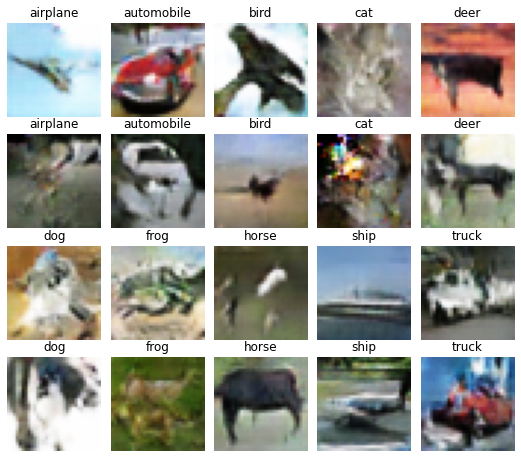 airplane automobile bird cat deer
airplane automobile bird cat deer
dog frog horse ship truck
dog frog horse ship truck